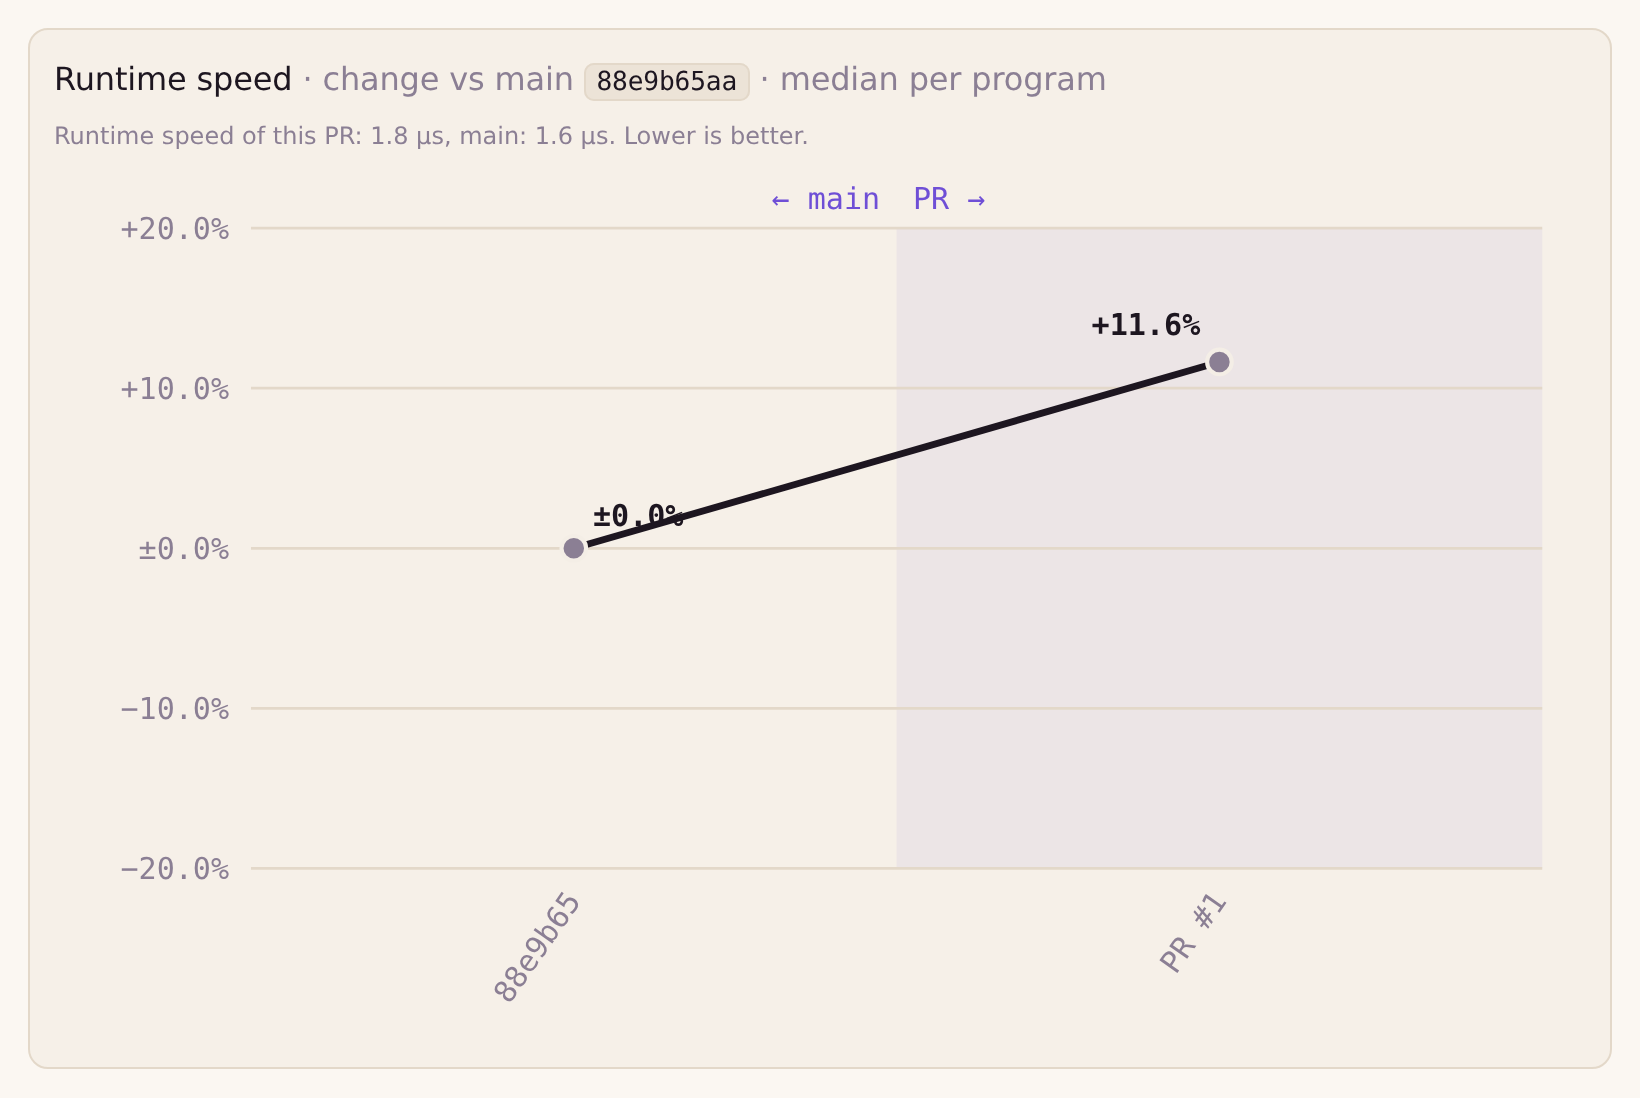 Runtime speed · change vs main 88e9b65aa · median per program
Runtime speed of this PR: 1.8 µs, main: 1.6 µs. Lower is better.
← main PR →
+20.0%
+11.6%
+10.0%
±0.0%
±0.0%
−10.0%
−20.0%
88e9b65
PR #1